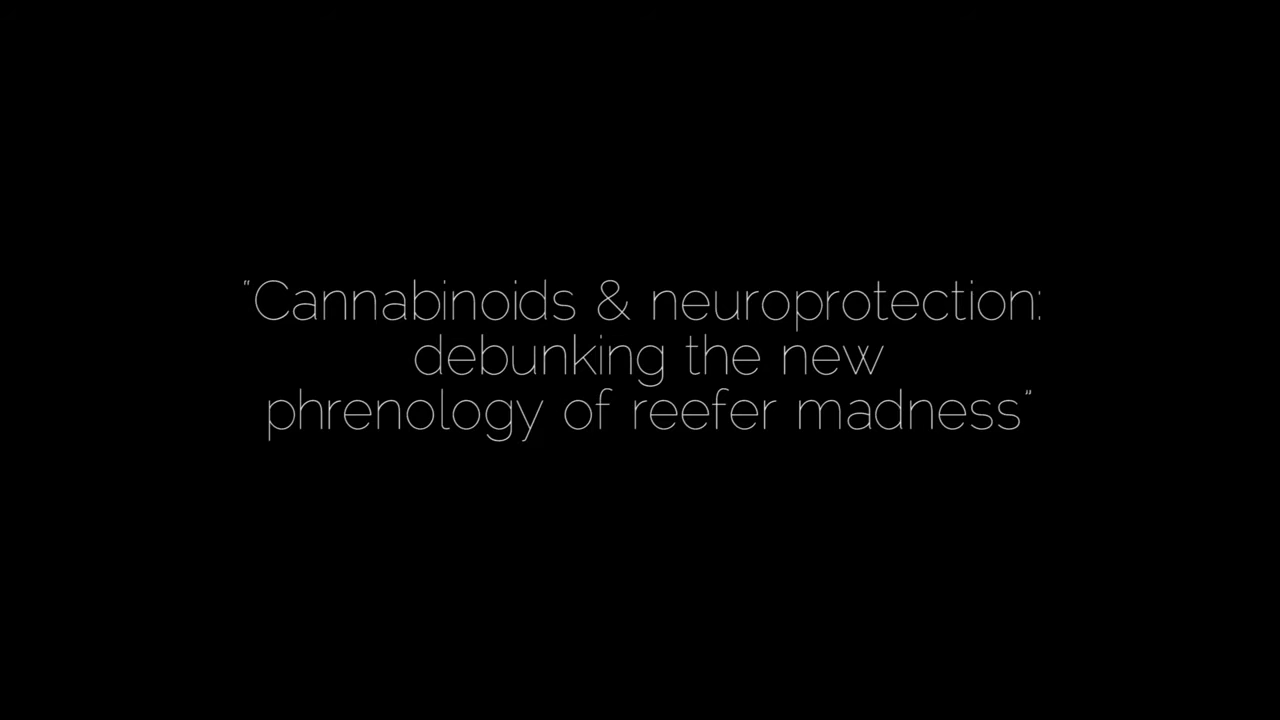 "Cannabinoids & neuroprotection:
debunking the new
phrenology of reefer madness"